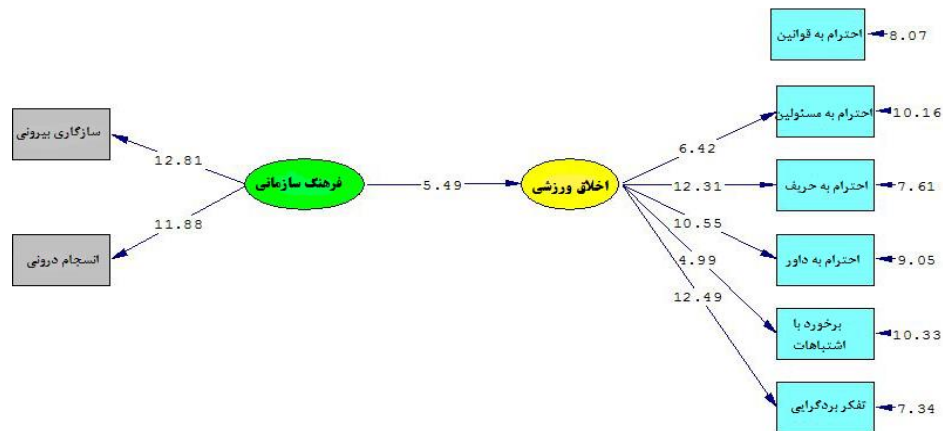 احترام به قوانین
8.07
سازگاری بیرونی
احترام به مسئولین
10.16
12.81
6.42
فرهنگ سازمانی
5.49
اخلاق ورزشی
12.31
احترام به حریف
7.61
11.88
10.55
انسجام درونی
4.99
احترام به داور
9.05
12.49
برخورد با
اشتباهات
10.33
تفکر بردگرایی
7.34